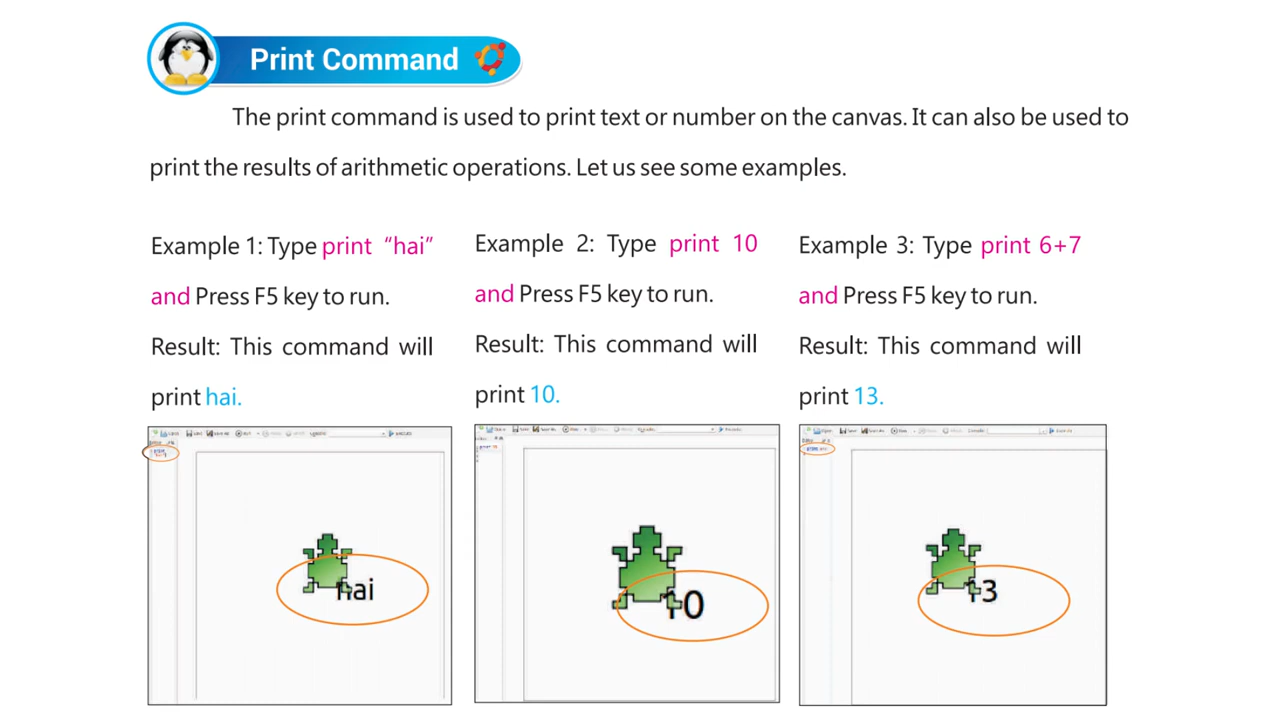 Print Command
The print command is used to print text or number on the canvas. It can also be used to
print the results of arithmetic operations. Let us see some examples.
Example 1: Type print “hai”
and Press F5 key to run.
Result: This command will
print hai.
Example 2: Type print 10
and Press F5 key to run.
Result: This command will
print 10.
Example 3: Type print 6+7
and Press F5 key to run.
Result: This command will
print 13.
hai
10
13